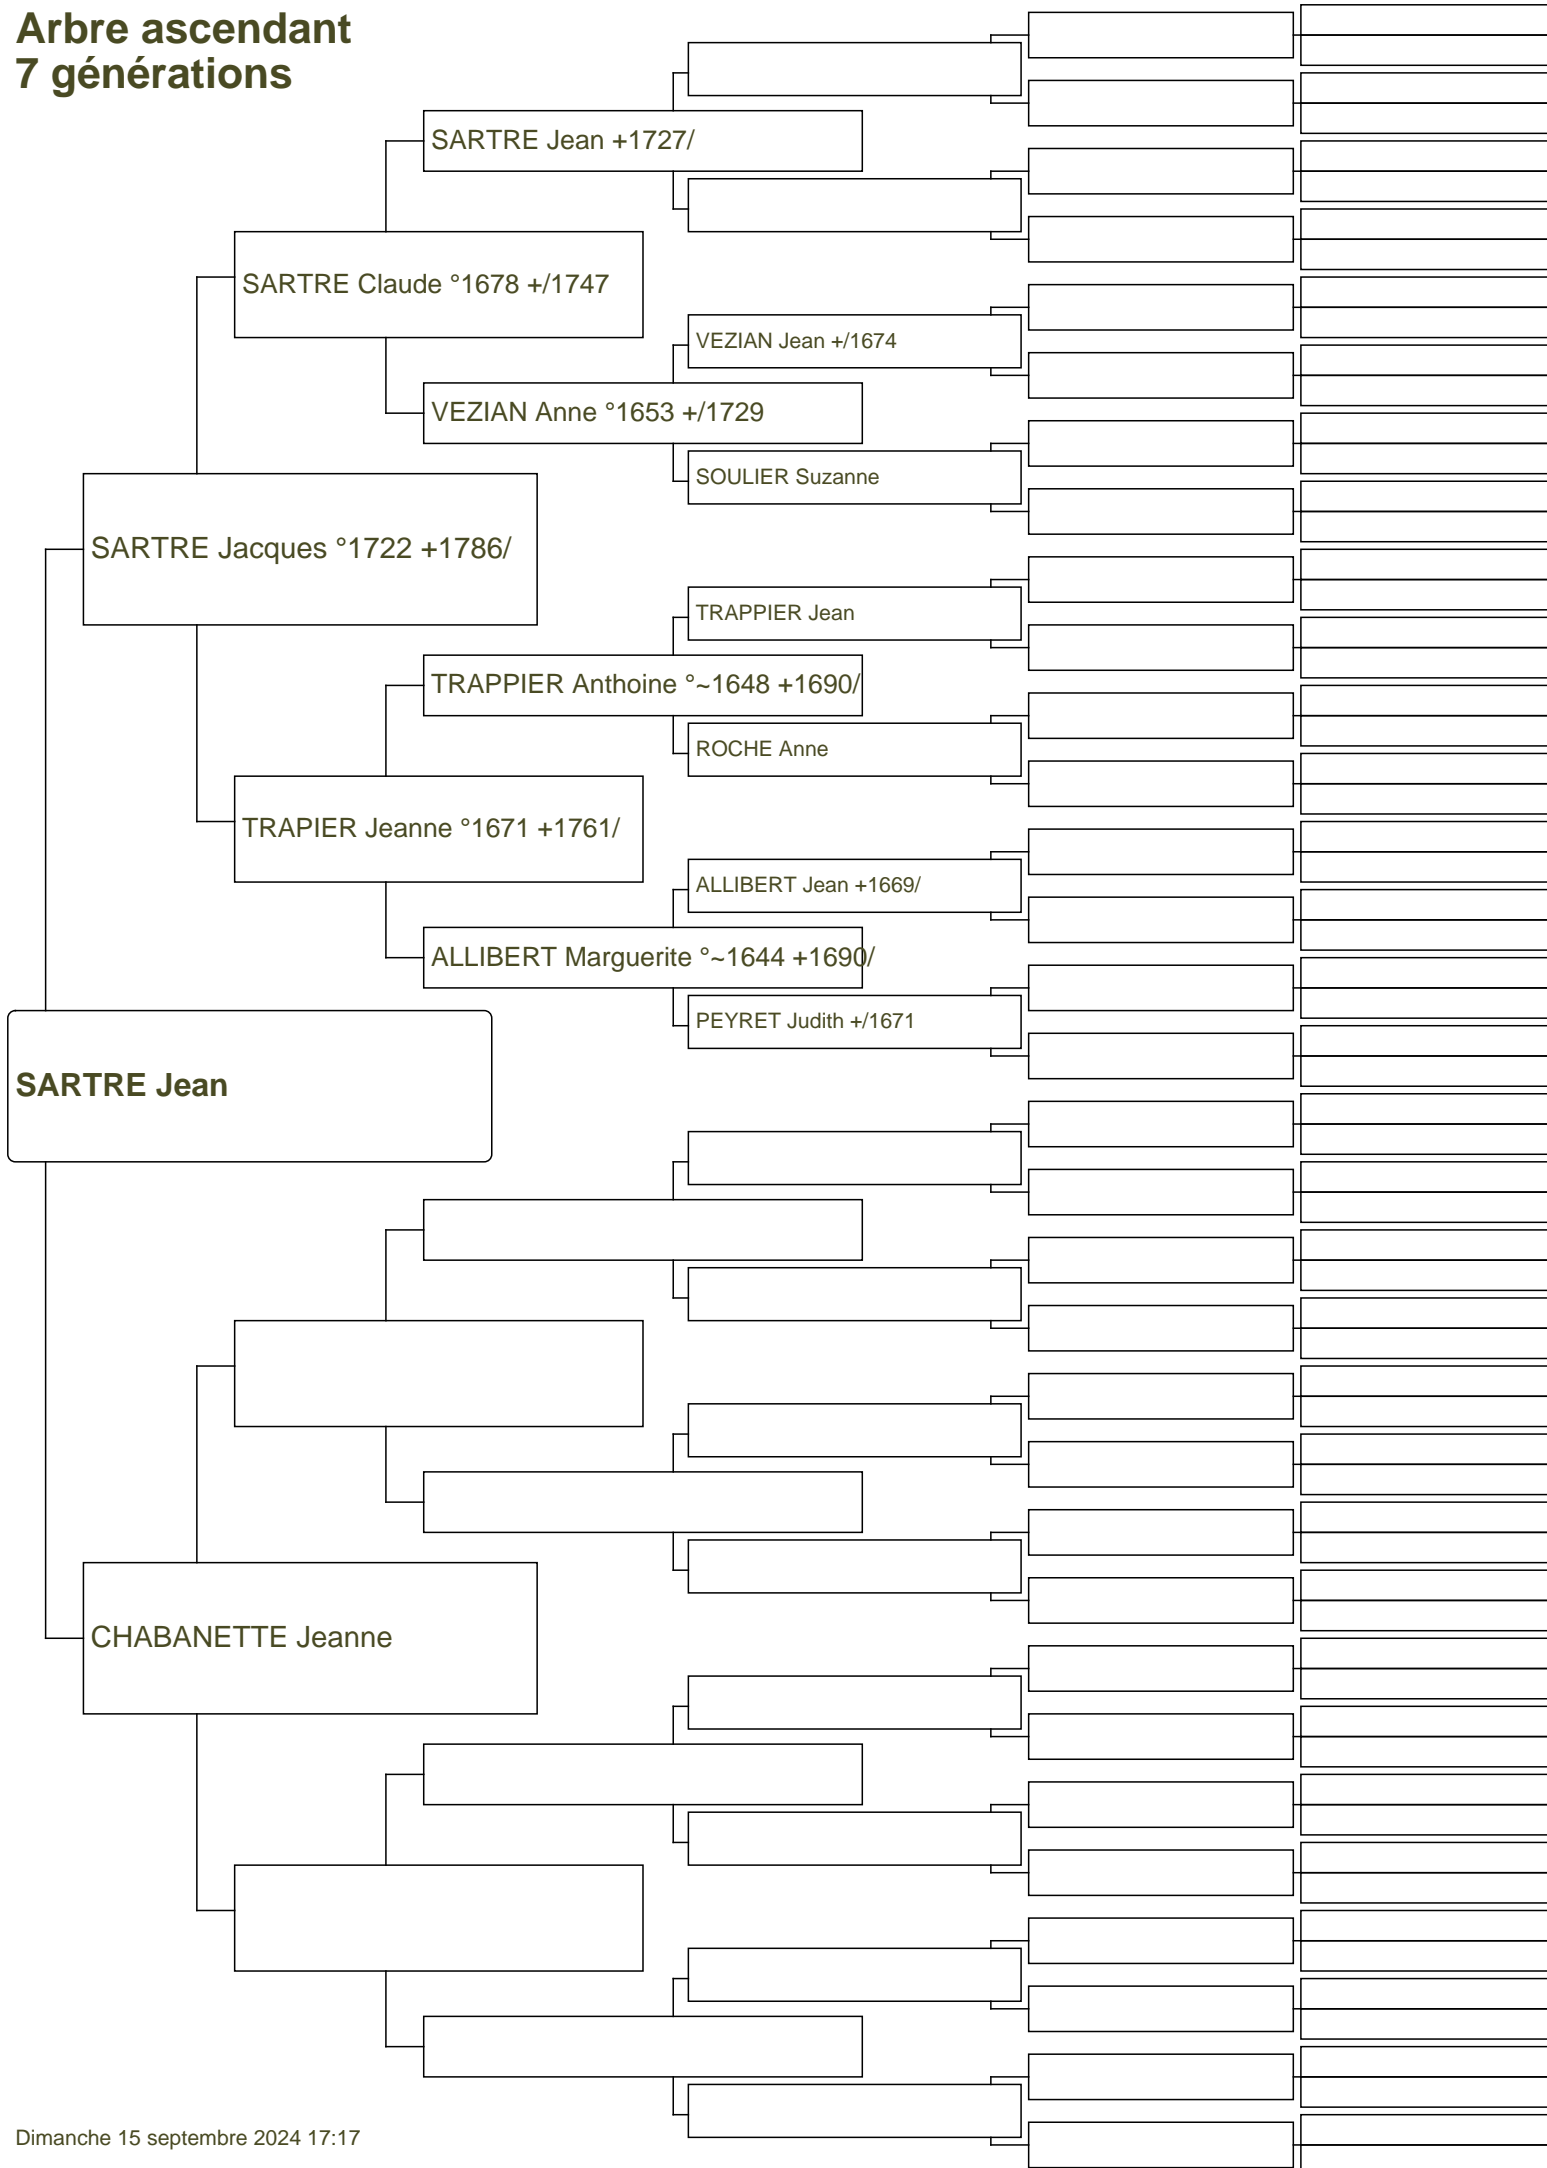 Arbre ascendant
7 générations
SARTRE Jean +1727/
SARTRE Claude °1678 +/1747
VEZIAN Jean +/1674
VEZIAN Anne °1653 +/1729
SOULIER Suzanne
SARTRE Jacques °1722 +1786/
TRAPPIER Jean
TRAPPIER Anthoine °~1648 +1690/
ROCHE Anne
TRAPIER Jeanne °1671 +1761/
ALLIBERT Jean +1669/
ALLIBERT Marguerite °~1644 +1690/
PEYRET Judith +/1671
SARTRE Jean
CHABANETTE Jeanne
Dimanche 15 septembre 2024 17:17